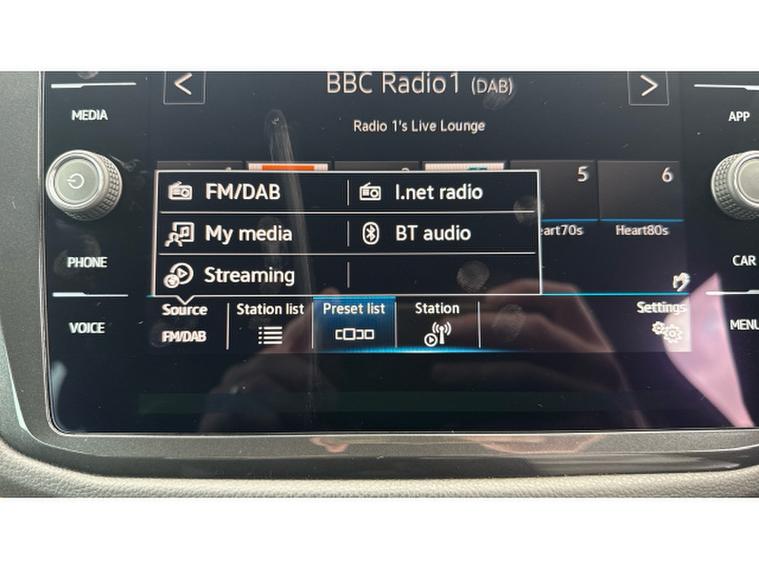 BBC Radio1 (DAB)
MEDIA
APP
Radio 1's Live Lounge
5
6
FM/DAB
I.net radio
My media
BT audio
eart70s
Heart80s
PHONE
CAR
Streaming
Source
Station list
Preset list
Station
Settings
VOICE
FM/DAB
MENU